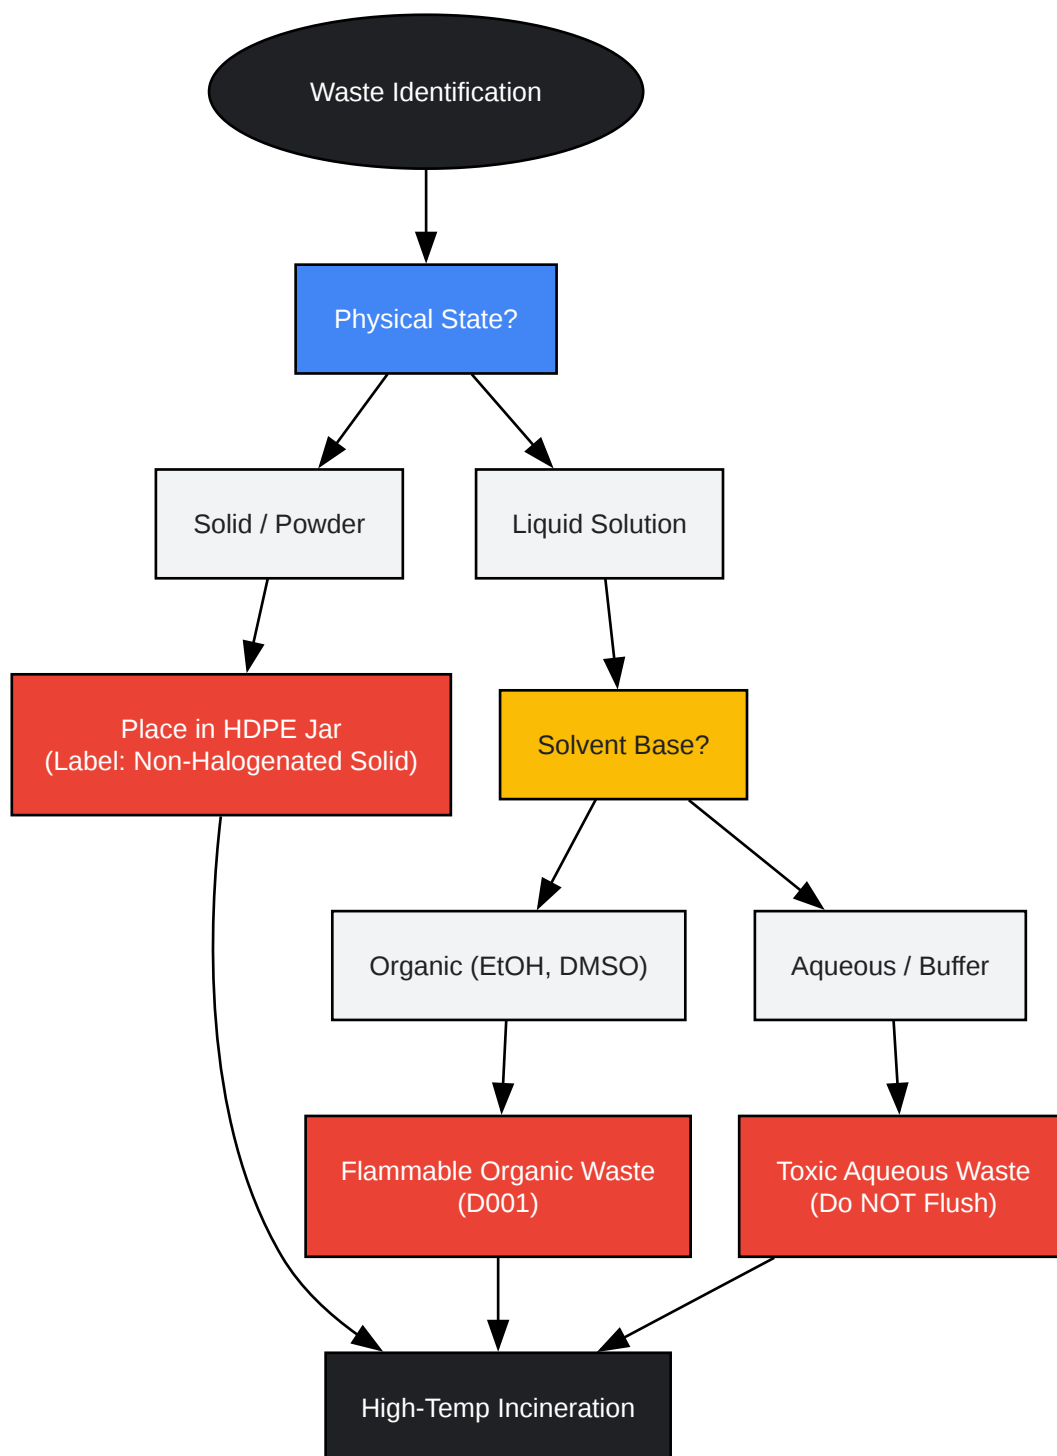 Waste Identification
Physical State?
Solid / Powder
Liquid Solution
Place in HDPE Jar
(Label: Non-Halogenated Solid)
Solvent Base?
Organic (EtOH, DMSO)
Aqueous / Buffer
Flammable Organic Waste
(D001)
Toxic Aqueous Waste
(Do NOT Flush)
High-Temp Incineration